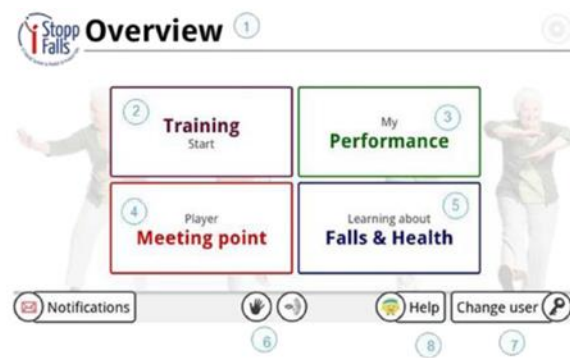 iStopp
Falls
Overview
1
2
Training
Start
My
3
Performance
4
Player
Meeting point
Learning about
5
Falls & Health
Notifications
Help
Change user
6
8
7